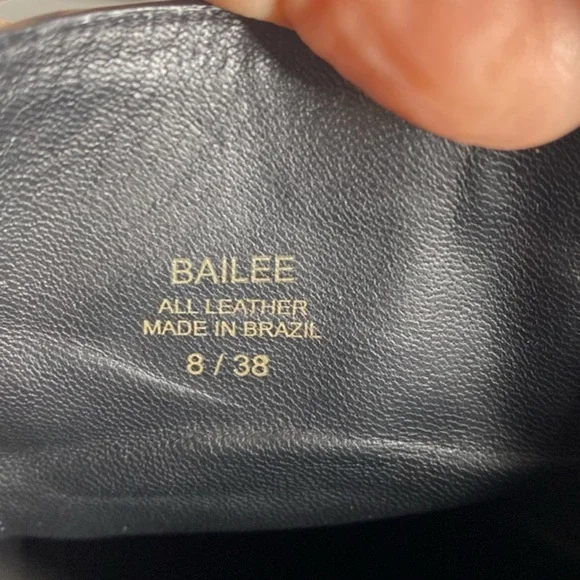 BAILEE
ALL LEATHER
MADE IN BRAZIL
8 / 38